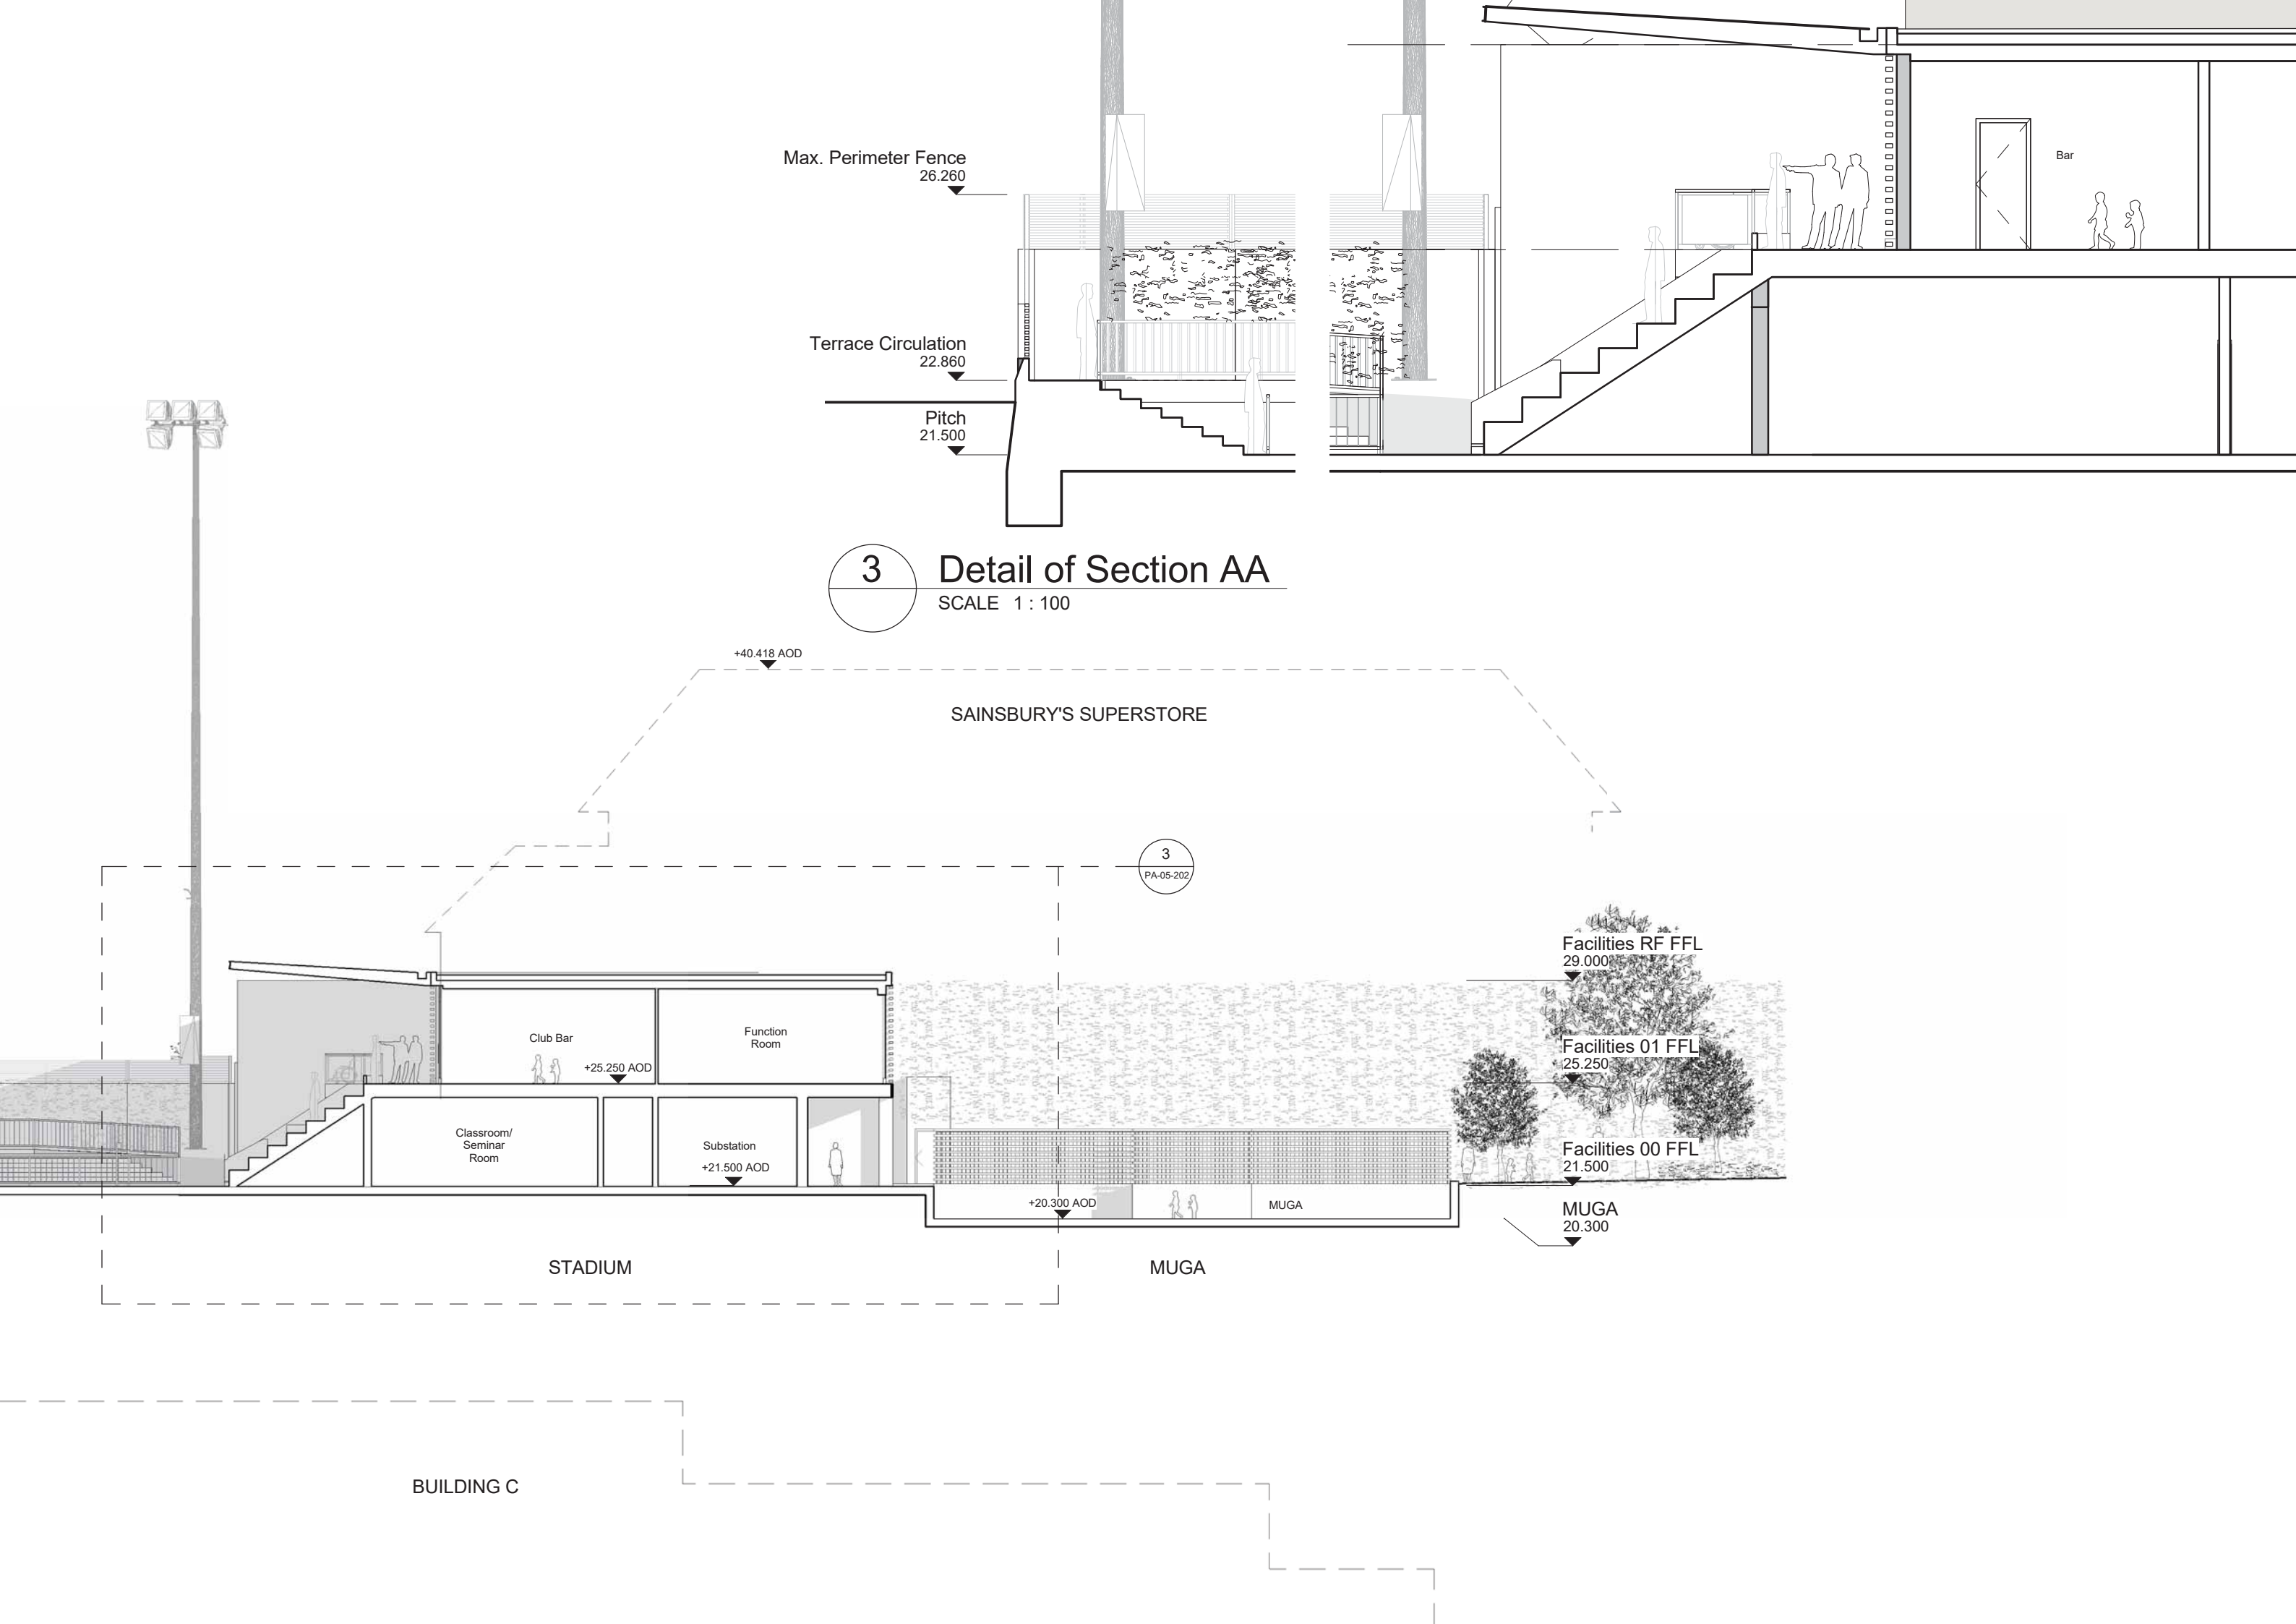 Max. Perimeter Fence
26.260
Bar
Terrace Circulation
22.860
Pitch
21.500
3
Detail of Section AA
SCALE 1 : 100
+40.418 AOD
SAINSBURY'S SUPERSTORE
3
PA-05-202
Facilities RF FFL
29.000
Club Bar
Function
Room
+25.250 AOD
Facilities 01 FFL
25.250
Classroom/
Seminar
Room
Substation
+21.500 AOD
Facilities 00 FFL
21.500
+20.300 AOD
MUGA
MUGA
20.300
STADIUM
MUGA
BUILDING C